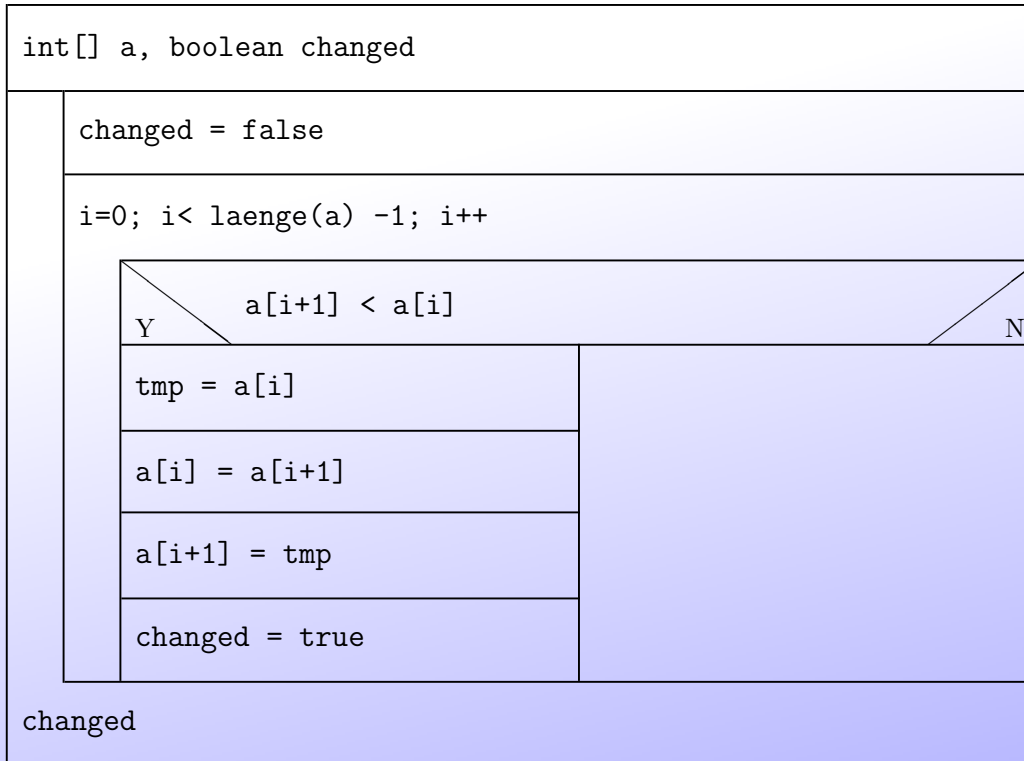 int[] a, boolean changed
changed = false
i=0; i< laenge(a) -1; i++
a[i+1] < a[i]
Y
N
tmp = a[i]
a[i] = a[i+1]
a[i+1] = tmp
changed = true
changed